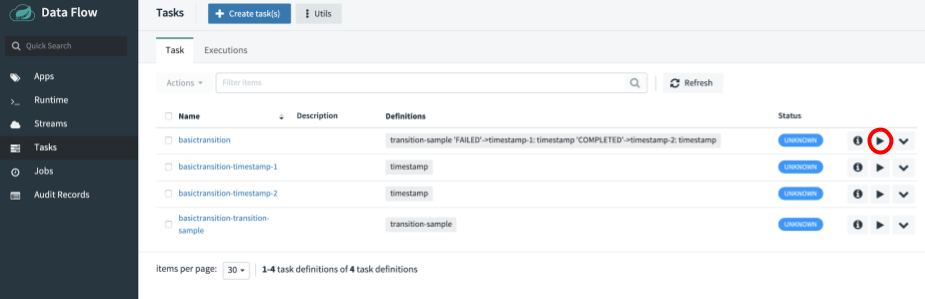 Data Flow
Tasks
Create task(s)
Utils
Quick Search
Task
Executions
Apps
Runtime
Streams
Tasks
Jobs
Audit Records
Actions
Filter items
Refresh
Name Description Definitions Status
basictransition transition-sample 'FAILED'->timestamp-1: timestamp 'COMPLETED'->timestamp-2: timestamp UNKNOWN
basictransition-timestamp-1 timestamp UNKNOWN
basictransition-timestamp-2 timestamp UNKNOWN
basictransition-transition-
sample transition-sample UNKNOWN
items per page: 30 1-4 task definitions of 4 task definitions